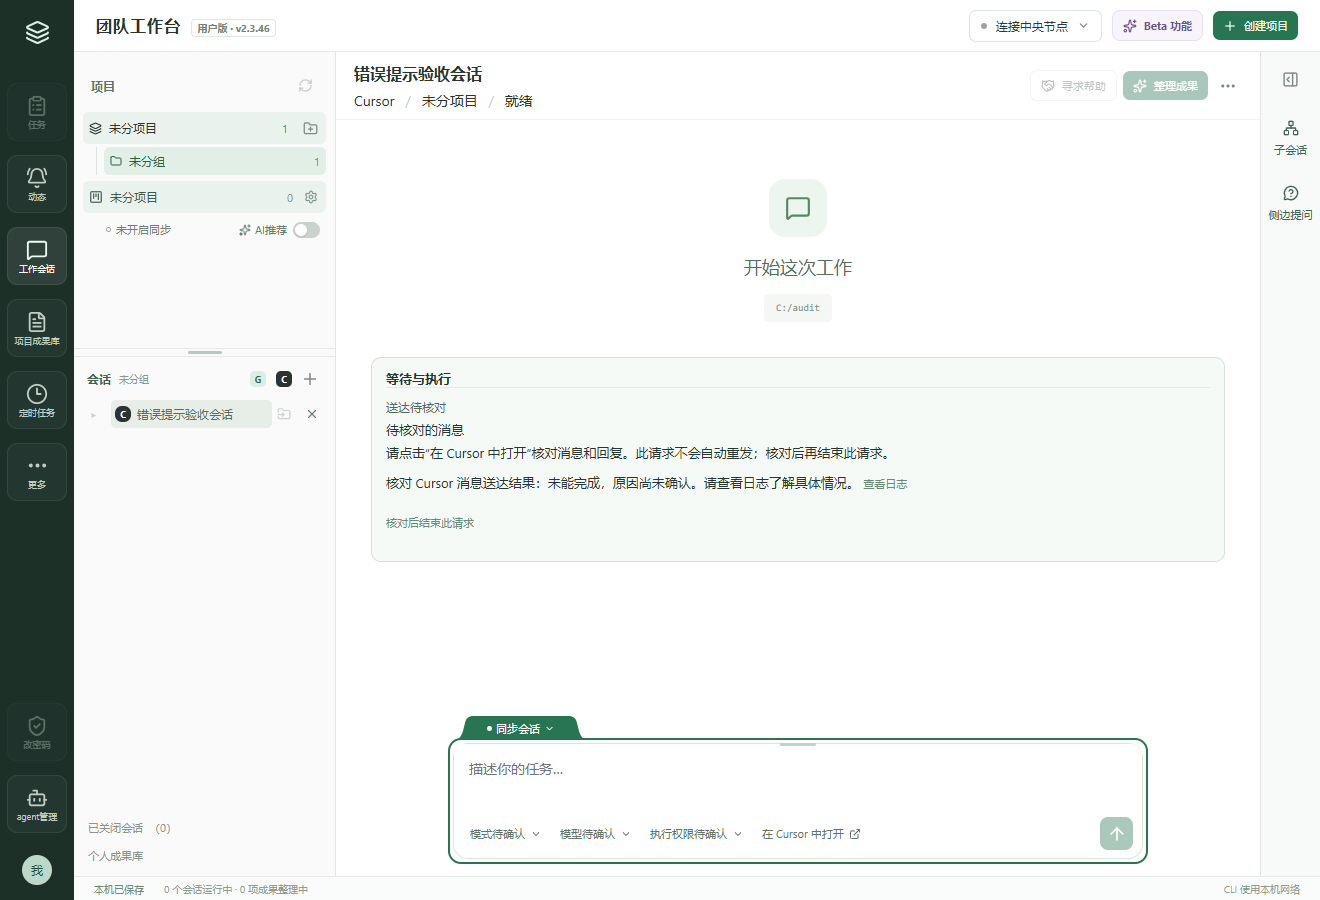 团队工作台
用户版 · v2.3.46
连接中央节点
Beta 功能
创建项目
任务
动态
工作会话
项目成果库
定时任务
更多
改密码
agent管理
我
项目
未分项目 1
未分组 1
未分项目 0
未开启同步
AI推荐
会话 未分组
G
C
C 错误提示验收会话
已关闭会话 (0)
个人成果库
错误提示验收会话
Cursor / 未分项目 / 就绪
寻求帮助
整理成果
开始这次工作
C:/audit
等待与执行
送达待核对
待核对的消息
请点击“在 Cursor 中打开”核对消息和回复。此请求不会自动重发；核对后再结束此请求。
核对 Cursor 消息送达结果：未能完成，原因尚未确认。请查看日志了解具体情况。 查看日志
核对后结束此请求
同步会话
描述你的任务...
模式待确认
模型待确认
执行权限待确认
在 Cursor 中打开
子会话
侧边提问
本机已保存
0 个会话运行中 · 0 项成果整理中
CLI 使用本机网络